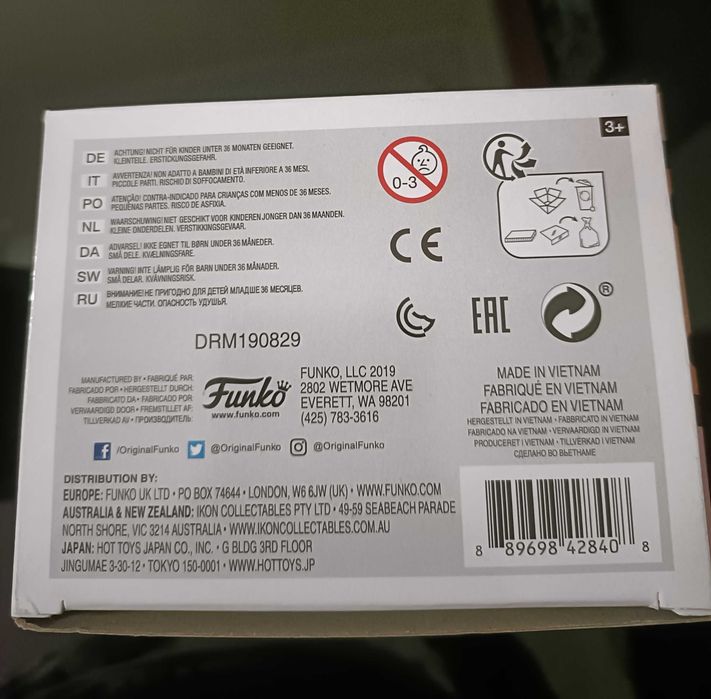 3+
DE ACHTUNG! NICHT FÜR KINDER UNTER 36 MONATEN GEEIGNET.
KLEINTEILE. ERSTICKUNGSGEFAHR.
IT AVVERTENZA! NON ADATTO A BAMBINI DI ETÀ INFERIORE A 36 MESI.
PICCOLE PARTI. RISCHIO DI SOFFOCAMENTO.
PO ATENÇÃO! CONTRA-INDICADO PARA CRIANÇAS COM MENOS DE 36 MESES.
PEQUENAS PARTES. RISCO DE ASFIXIA.
NL WAARSCHUWING! NIET GESCHIKT VOOR KINDEREN JONGER DAN 36 MAANDEN.
KLEINE ONDERDELEN. VERSTIKKINGSGEVAAR.
DA ADVARSEL! IKKE EGNET TIL BØRN UNDER 36 MÅNEDER.
SMÅ DELE. KVÆLNINGSFARE.
SW VARNING! INTE LÄMPLIG FÖR BARN UNDER 36 MÅNADER.
SMÅ DELAR. KVÄVNINGSRISK.
RU ВНИМАНИЕ! НЕ ПРИГОДНО ДЛЯ ДЕТЕЙ МЛАДШЕ 36 МЕСЯЦЕВ.
МЕЛКИЕ ЧАСТИ. ОПАСНОСТЬ УДУШЬЯ.
0-3
CE
EAC
®
DRM190829
MANUFACTURED BY • FABRIQUÉ PAR
FABRICADO POR • HERGESTELLT DURCH:
FABBRICATO DA • FABRICADO POR:
VERVAARDIGD DOOR • FREMSTILLET AF:
TILLVERKAD AV • ПРОИЗВОДИТЕЛЬ:
Funko
www.funko.com
FUNKO, LLC 2019
2802 WETMORE AVE
EVERETT, WA 98201
(425) 783-3616
MADE IN VIETNAM
FABRIQUÉ EN VIETNAM
FABRICADO EN VIETNAM
HERGESTELLT IN VIETNAM • FABBRICATO IN VIETNAM
FABRICADO NA VIETNAM • VERVAARDIGD IN VIETNAM
PRODUCERET I VIETNAM • TILLVERKAD I VIETNAM
СДЕЛАНО ВО ВЬЕТНАМЕ
f /OriginalFunko @OriginalFunko @OriginalFunko
DISTRIBUTION BY:
EUROPE: FUNKO UK LTD • PO BOX 74644 • LONDON, W6 6JW (UK) • WWW.FUNKO.COM
AUSTRALIA & NEW ZEALAND: IKON COLLECTABLES PTY LTD • 49-59 SEABEACH PARADE
NORTH SHORE, VIC 3214 AUSTRALIA • WWW.IKONCOLLECTABLES.COM.AU
JAPAN: HOT TOYS JAPAN CO., INC. • G BLDG 3RD FLOOR
JINGUMAE 3-30-12 • TOKYO 150-0001 • WWW.HOTTOYS.JP
8 89698 42840 8